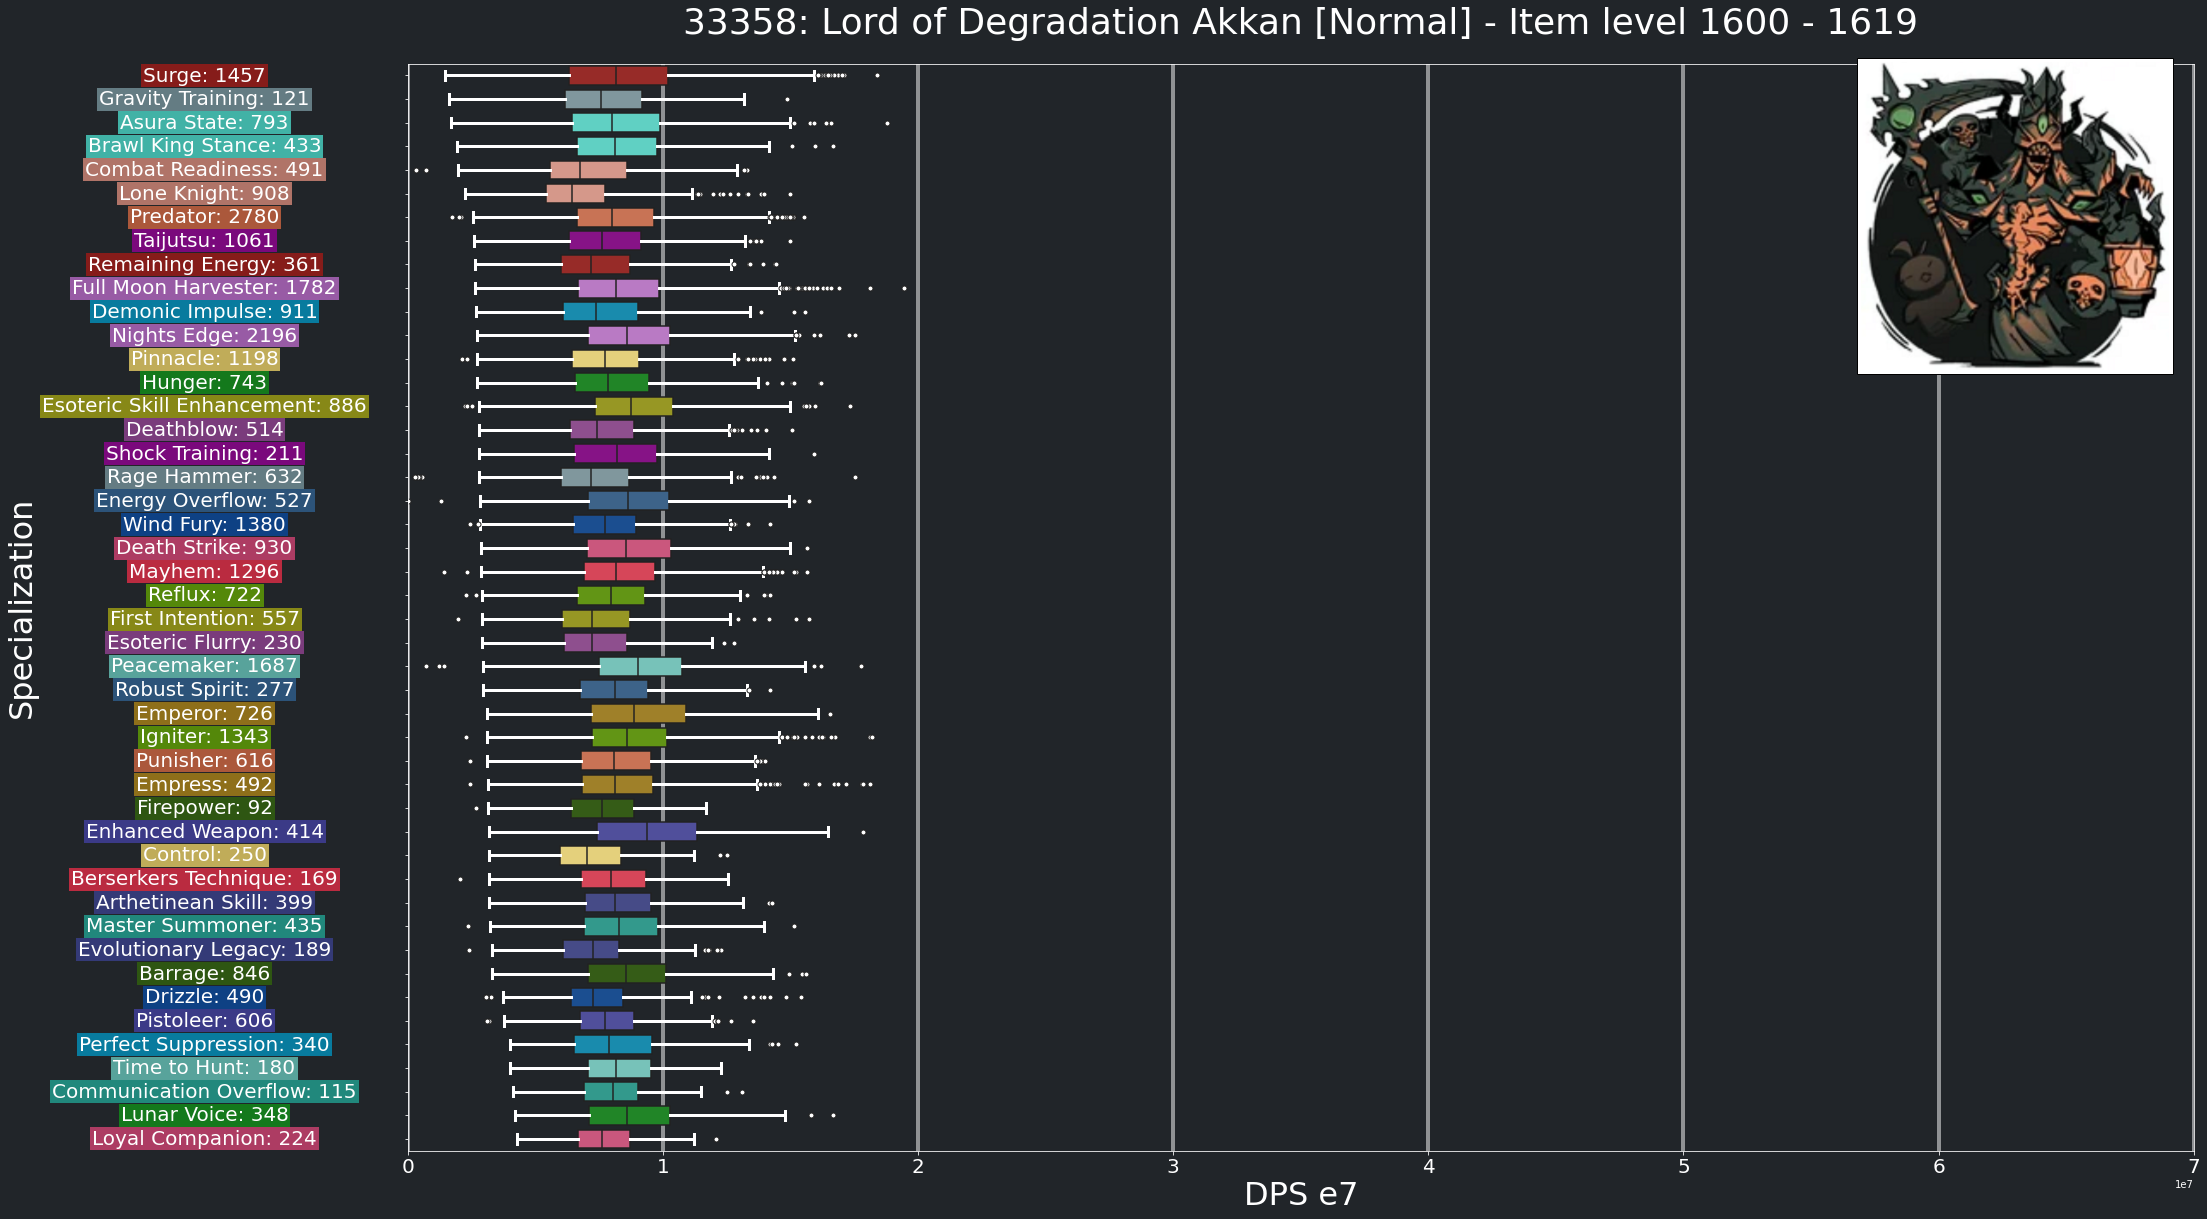 33358: Lord of Degradation Akkan [Normal] - Item level 1600 - 1619
Specialization
Surge: 1457
Gravity Training: 121
Asura State: 793
Brawl King Stance: 433
Combat Readiness: 491
Lone Knight: 908
Predator: 2780
Taijutsu: 1061
Remaining Energy: 361
Full Moon Harvester: 1782
Demonic Impulse: 911
Nights Edge: 2196
Pinnacle: 1198
Hunger: 743
Esoteric Skill Enhancement: 886
Deathblow: 514
Shock Training: 211
Rage Hammer: 632
Energy Overflow: 527
Wind Fury: 1380
Death Strike: 930
Mayhem: 1296
Reflux: 722
First Intention: 557
Esoteric Flurry: 230
Peacemaker: 1687
Robust Spirit: 277
Emperor: 726
Igniter: 1343
Punisher: 616
Empress: 492
Firepower: 92
Enhanced Weapon: 414
Control: 250
Berserkers Technique: 169
Arthetinean Skill: 399
Master Summoner: 435
Evolutionary Legacy: 189
Barrage: 846
Drizzle: 490
Pistoleer: 606
Perfect Suppression: 340
Time to Hunt: 180
Communication Overflow: 115
Lunar Voice: 348
Loyal Companion: 224
0 1 2 3 4 5 6 7
1e7
DPS e7